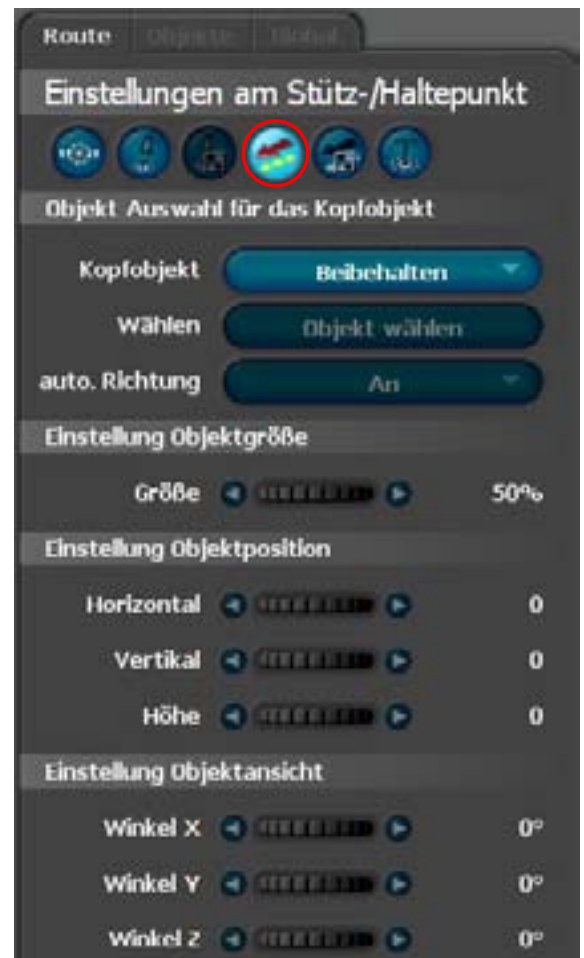 Route Objekte Global
Einstellungen am Stütz-/Haltepunkt
Objekt Auswahl für das Kopfobjekt
Kopfobjekt Beibehalten
Wählen Objekt wählen
auto. Richtung An
Einstellung Objektgröße
Größe 50%
Einstellung Objektposition
Horizontal 0
Vertikal 0
Höhe 0
Einstellung Objektansicht
Winkel X 0°
Winkel Y 0°
Winkel Z 0°